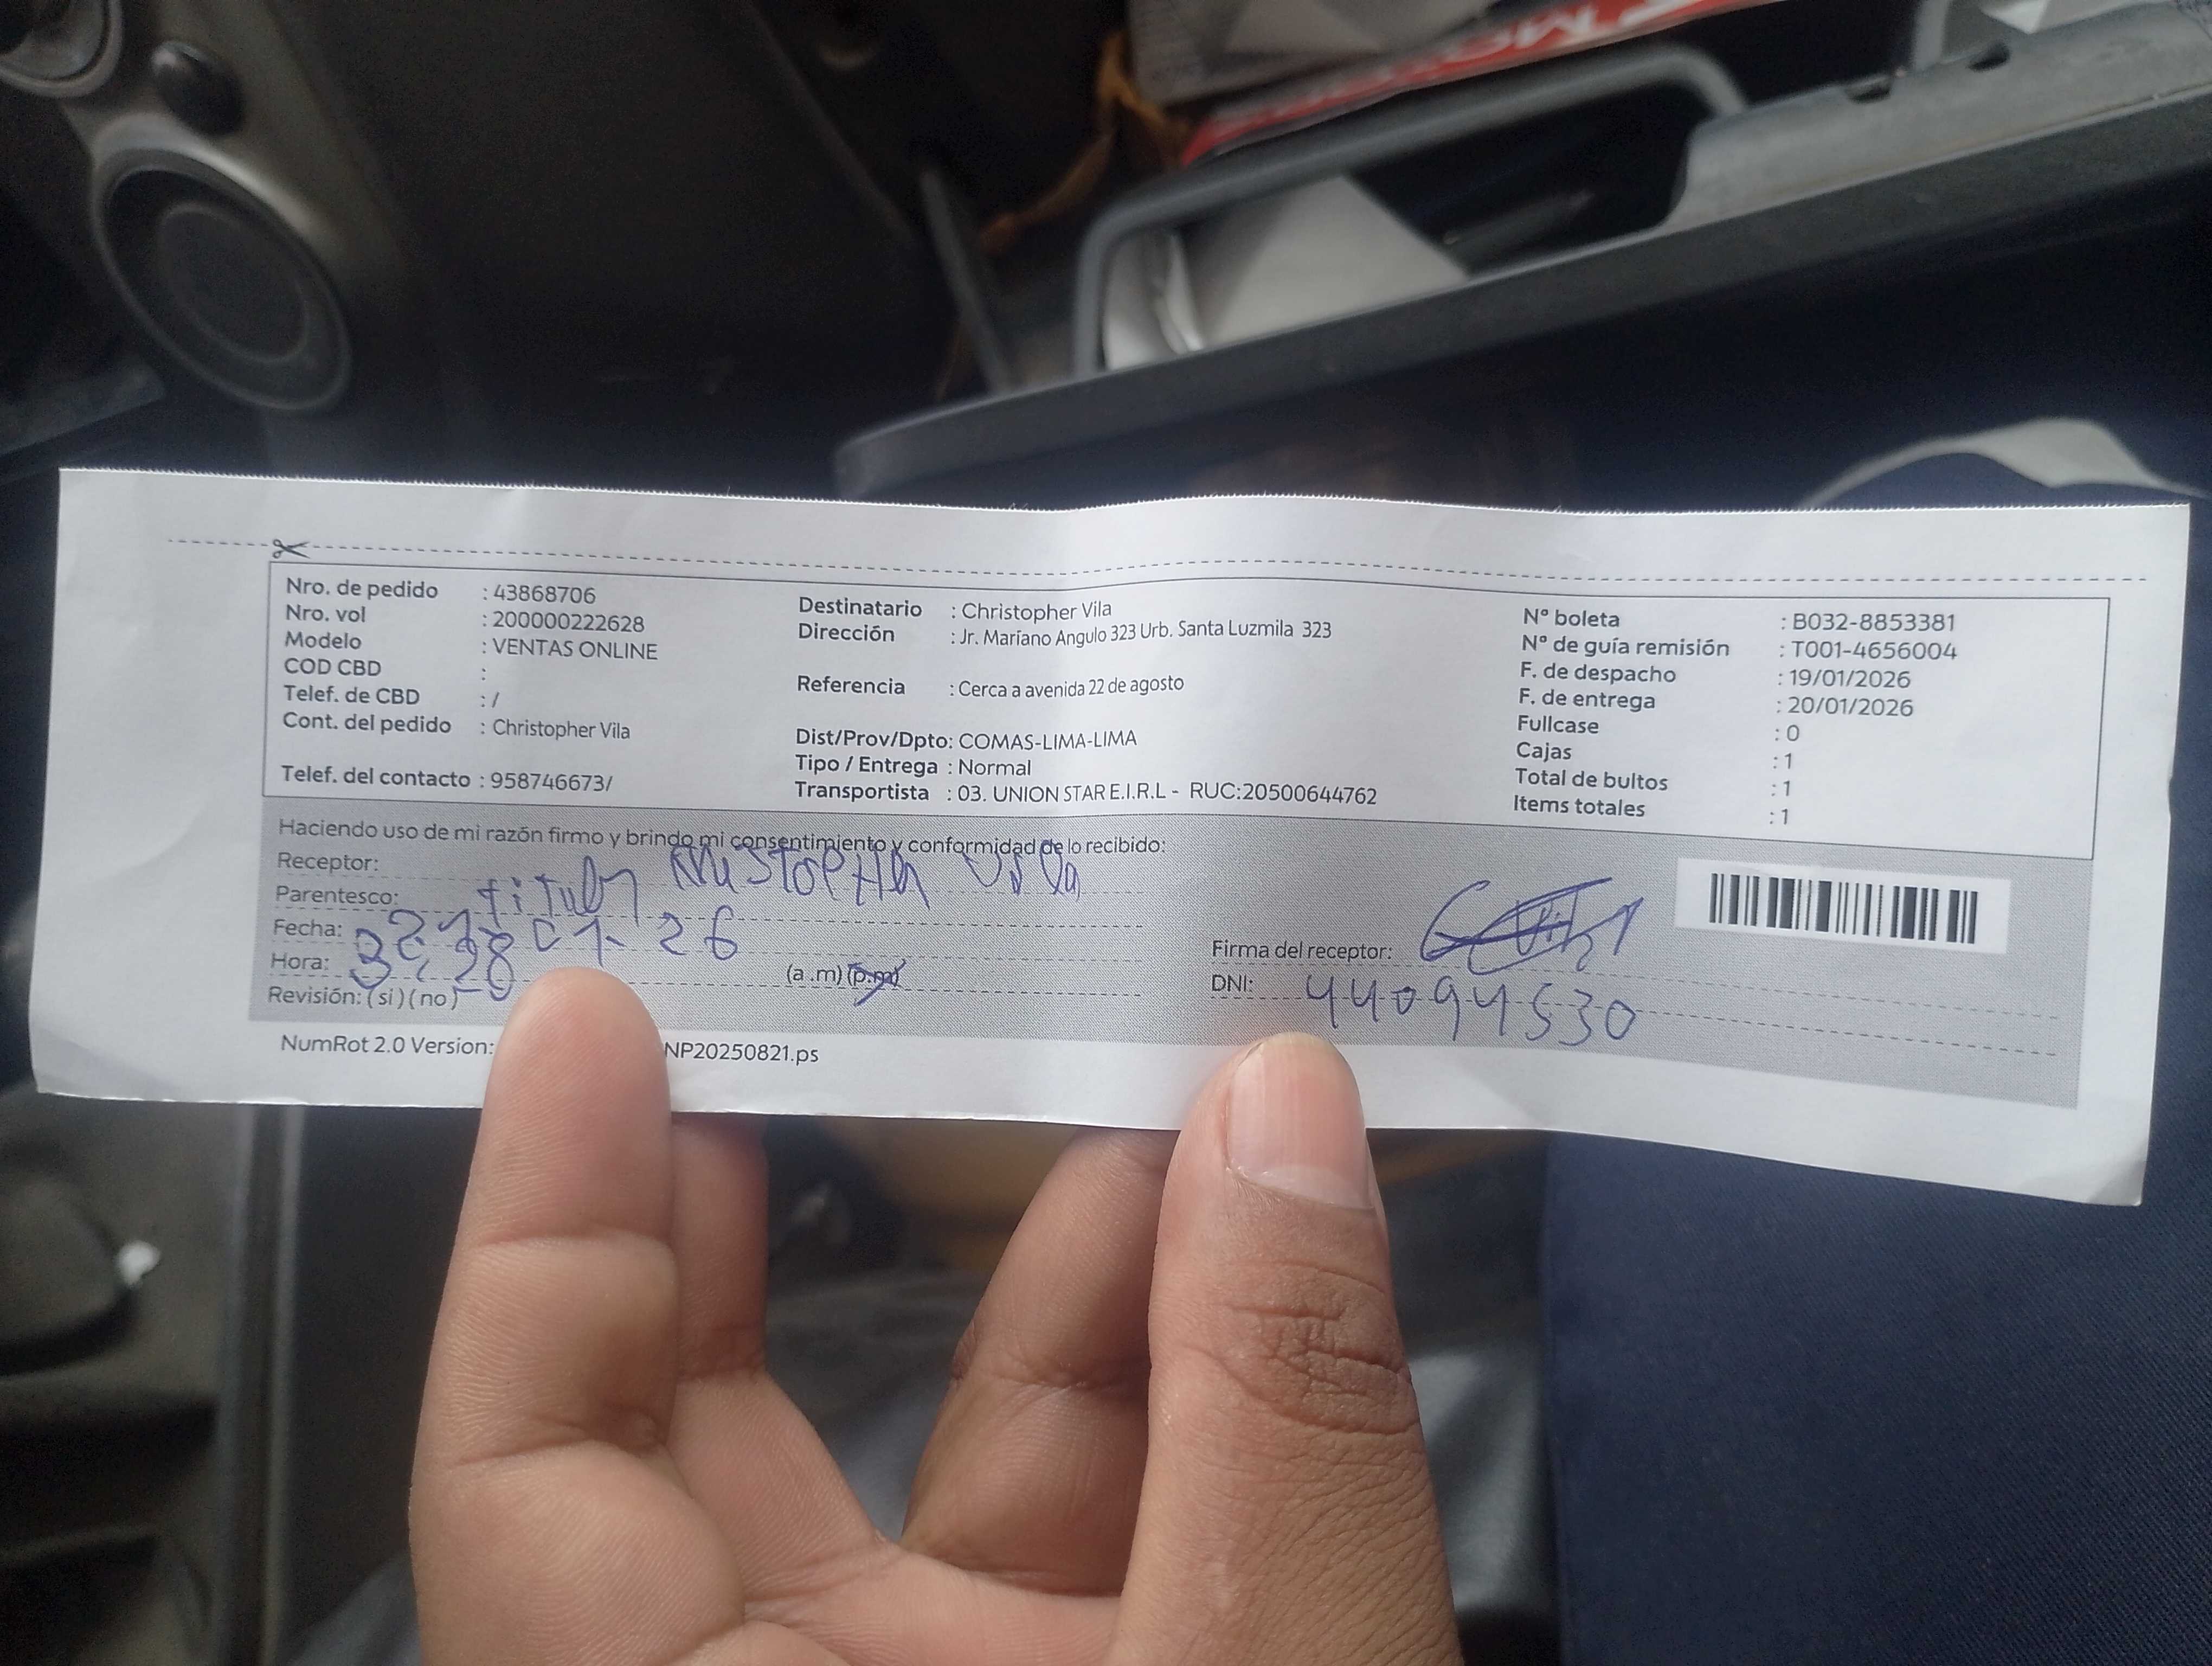 Nro. de pedido : 43868706
Nro. vol : 200000222628
Modelo : VENTAS ONLINE
COD CBD :
Telef. de CBD : /
Cont. del pedido : Christopher Vila
Telef. del contacto : 958746673/
Destinatario : Christopher Vila
Dirección : Jr. Mariano Angulo 323 Urb. Santa Luzmila 323
Referencia : Cerca a avenida 22 de agosto
Dist/Prov/Dpto: COMAS-LIMA-LIMA
Tipo / Entrega : Normal
Transportista : 03. UNION STAR E.I.R.L - RUC:20500644762
Nº boleta : B032-8853381
Nº de guía remisión : T001-4656004
F. de despacho : 19/01/2026
F. de entrega : 20/01/2026
Fullcase : 0
Cajas : 1
Total de bultos : 1
Items totales : 1
Haciendo uso de mi razón firmo y brindo mi consentimiento y conformidad de lo recibido:
Receptor:
Parentesco:
Fecha: 26
Hora: (a.m) (p.m)
Revisión: (si) (no)
Firma del receptor:
DNI: 44094530
NumRot 2.0 Version: NP20250821.ps